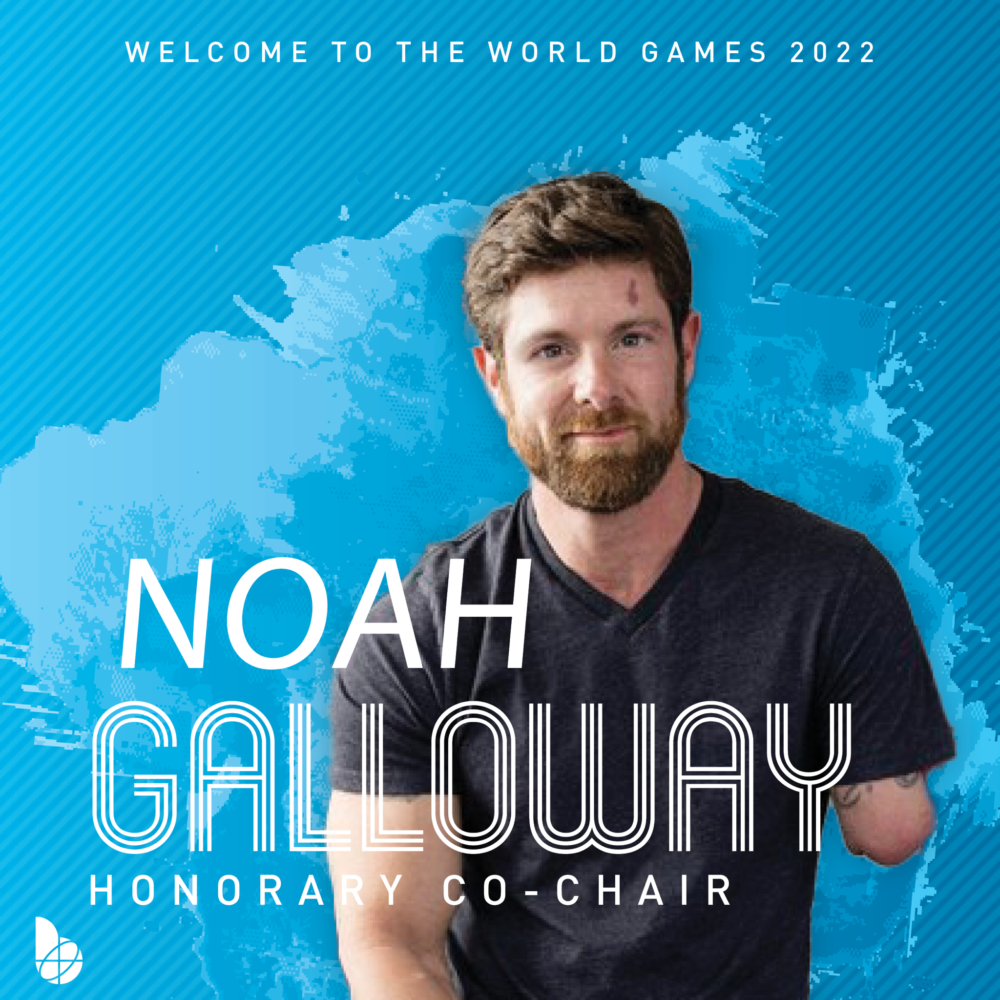 WELCOME TO THE WORLD GAMES 2022
NOAH
GALLOWAY
HONORARY CO-CHAIR